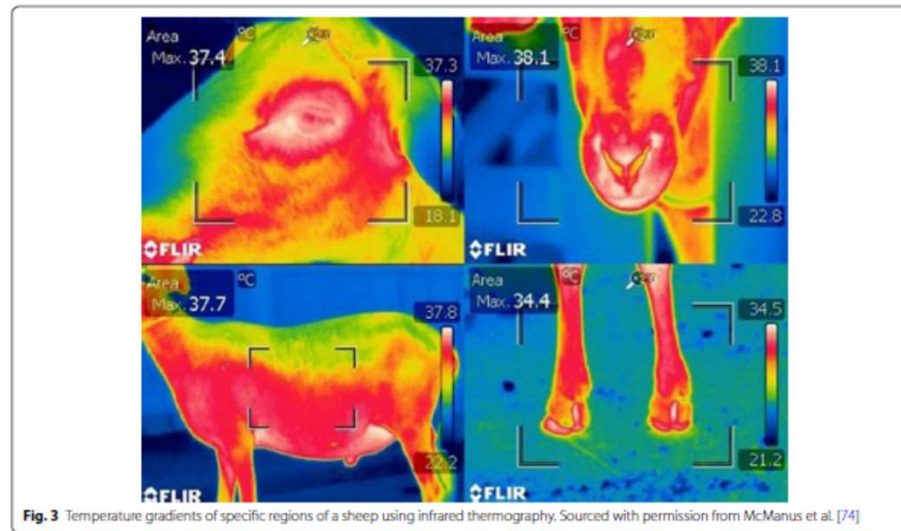 Area
°C
Max. 37.4
37.3
18.1
FLIR
Area
°C
Max. 38.1
38.1
22.8
FLIR
Area
°C
Max. 37.7
37.8
22.2
FLIR
Area
°C
Max. 34.4
34.5
21.2
FLIR
Fig. 3 Temperature gradients of specific regions of a sheep using infrared thermography. Sourced with permission from McManus et al. [74]